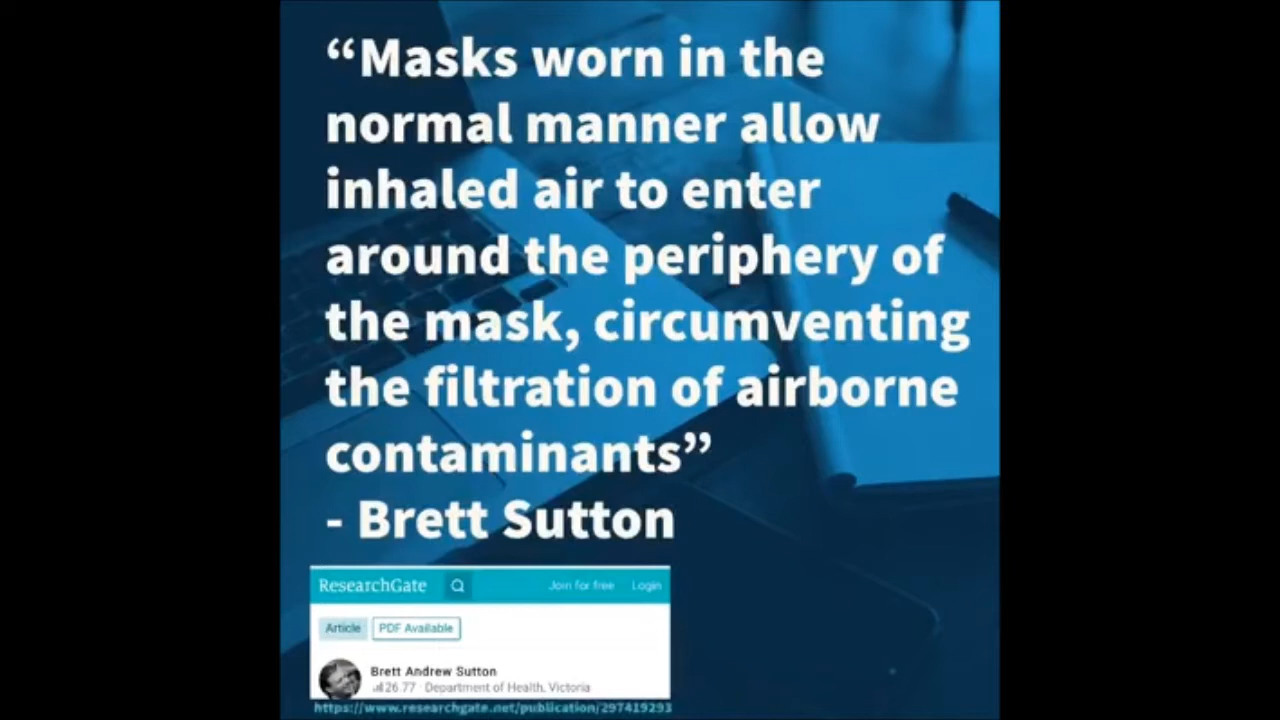 “Masks worn in the
normal manner allow
inhaled air to enter
around the periphery of
the mask, circumventing
the filtration of airborne
contaminants”
- Brett Sutton
ResearchGate Join for free Login
Article PDF Available
Brett Andrew Sutton
26.77 · Department of Health, Victoria
https://www.researchgate.net/publication/297419293